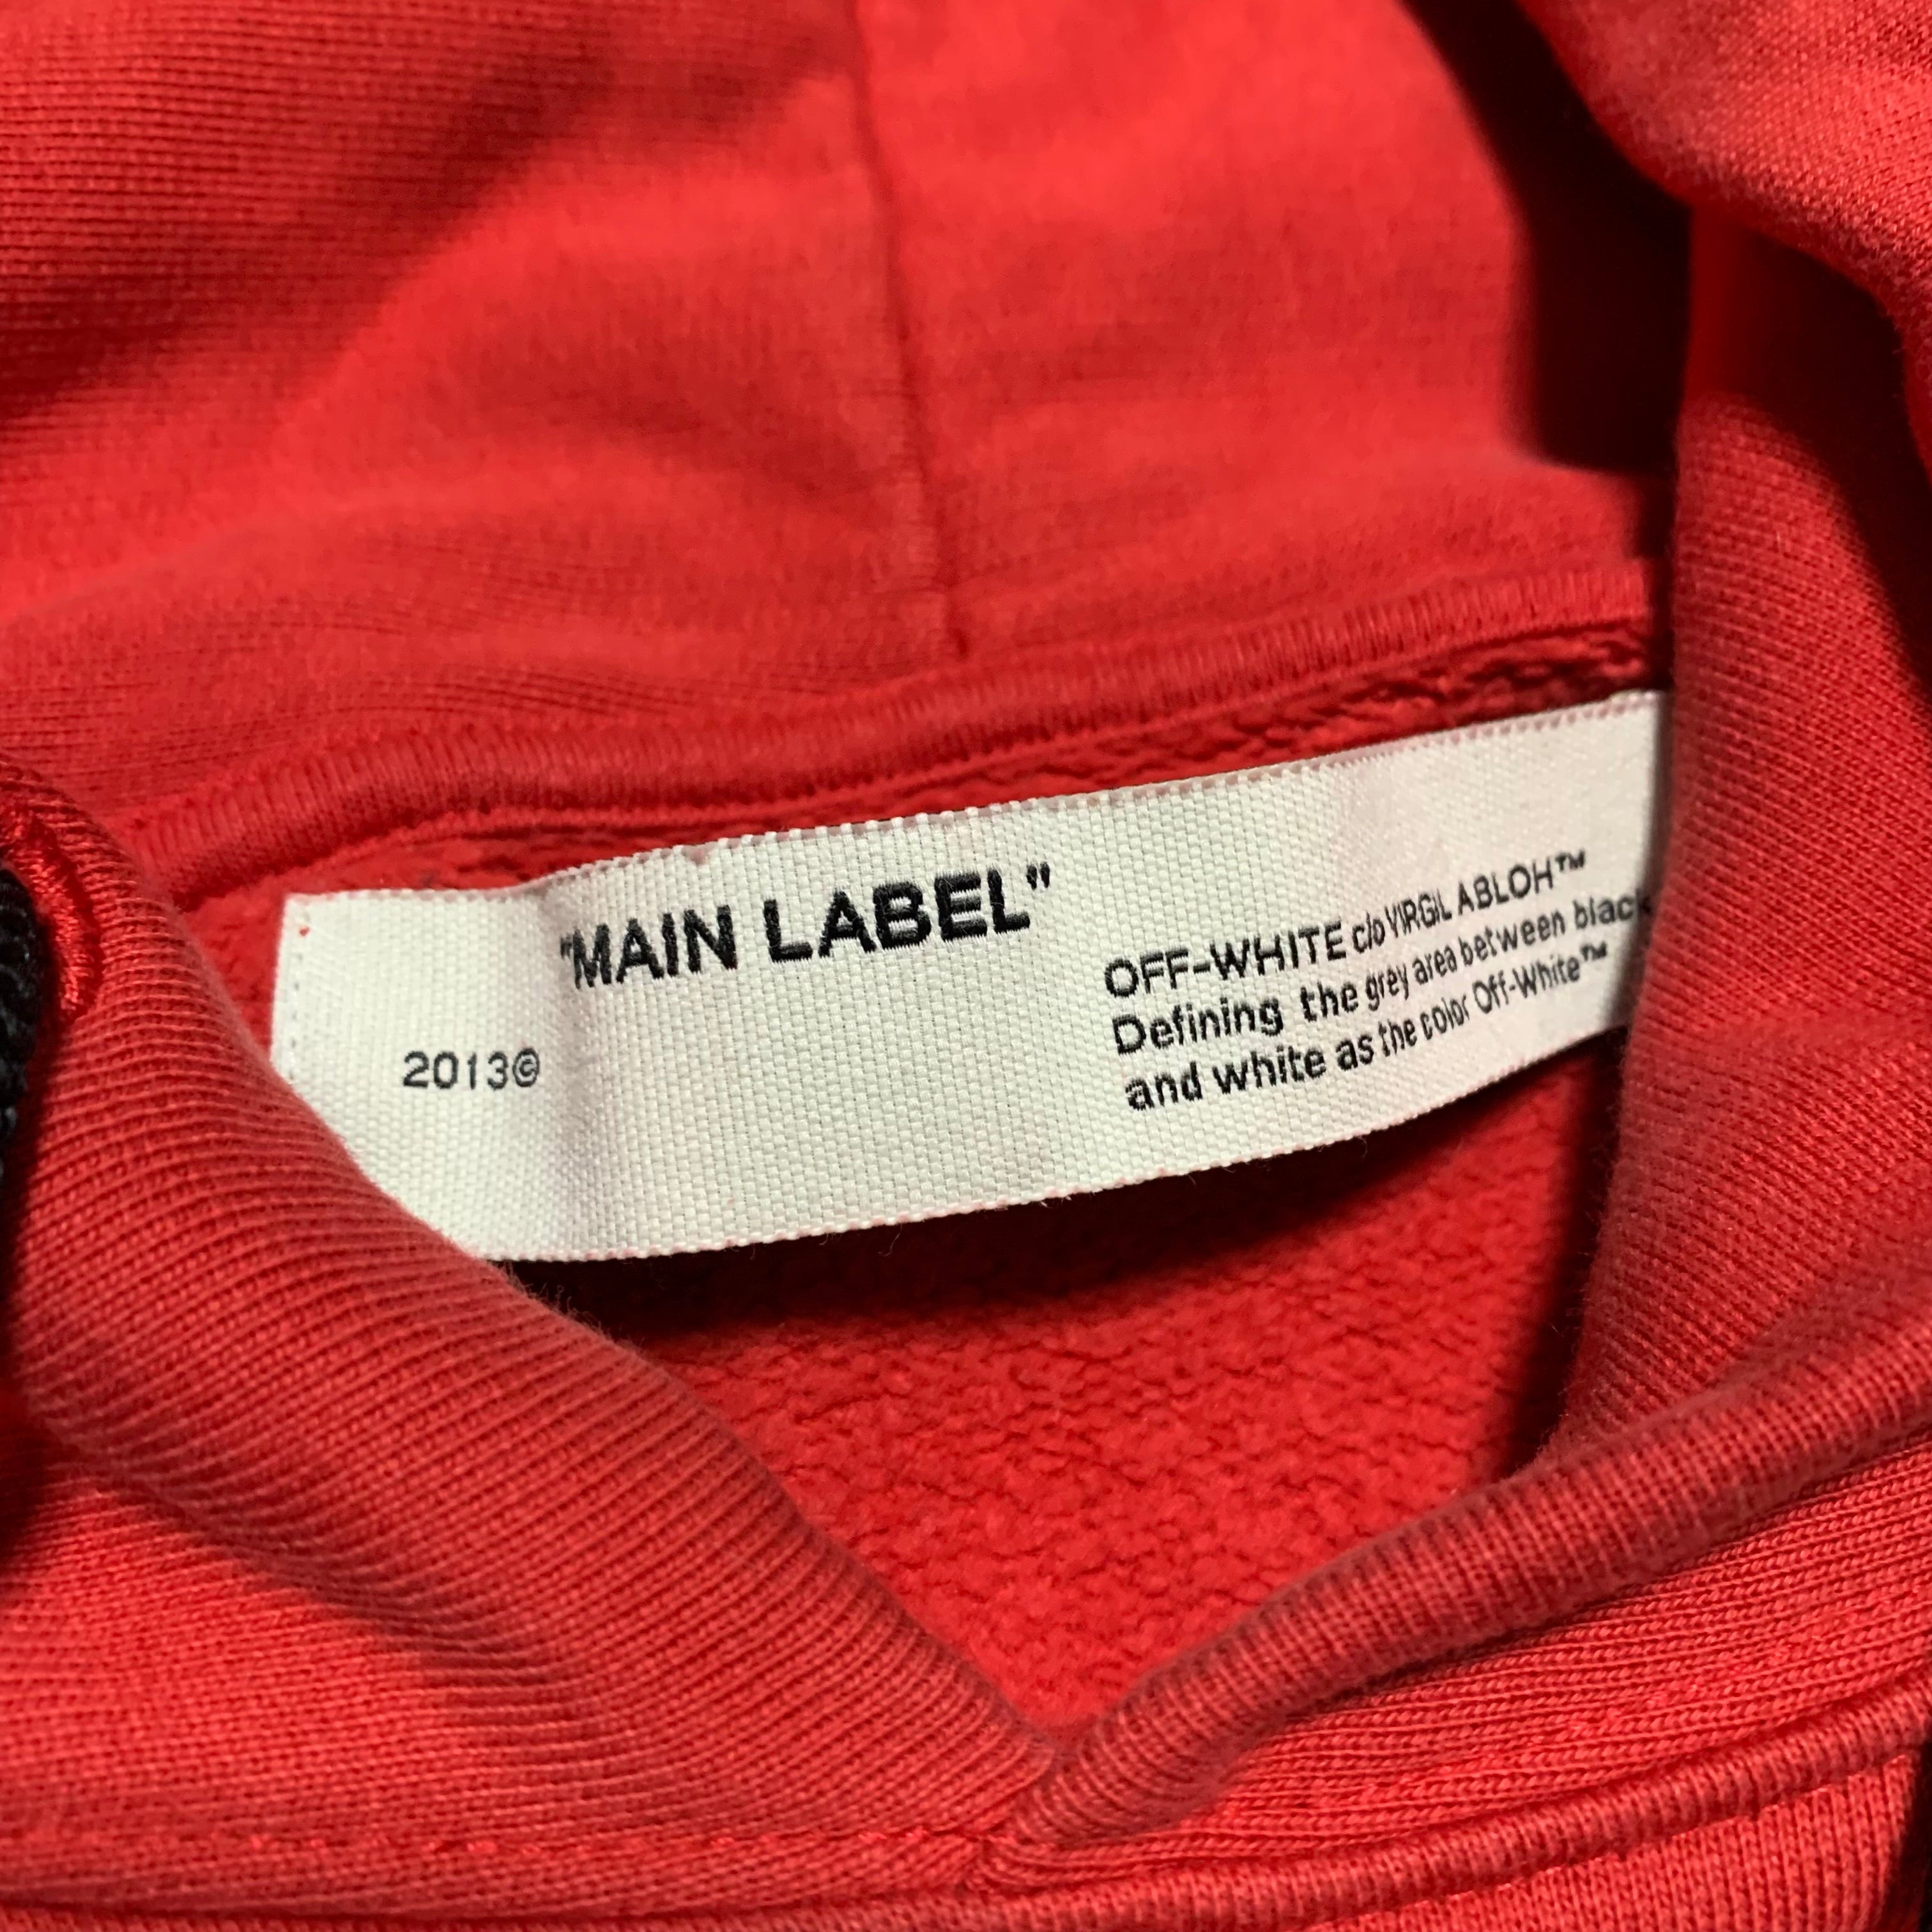 "MAIN LABEL"
2013©
OFF-WHITE c/o VIRGIL ABLOH™
Defining the grey area between black
and white as the color Off-White™